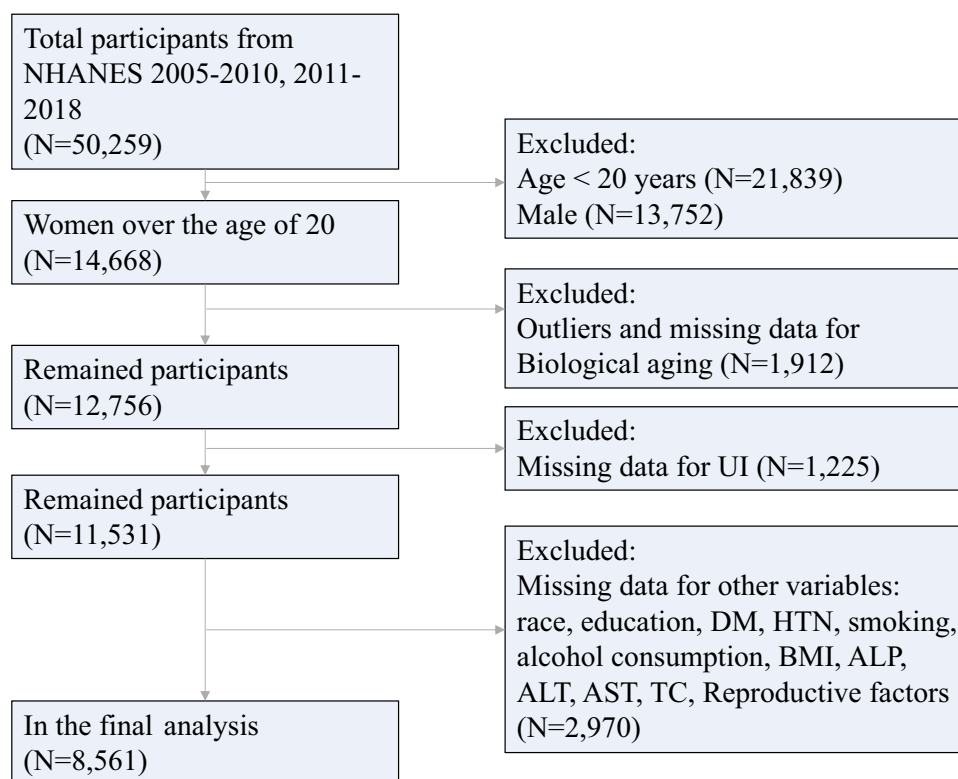 Total participants from
NHANES 2005-2010, 2011-
2018
(N=50,259)
Excluded:
Age < 20 years (N=21,839)
Male (N=13,752)
Women over the age of 20
(N=14,668)
Excluded:
Outliers and missing data for
Biological aging (N=1,912)
Remained participants
(N=12,756)
Excluded:
Missing data for UI (N=1,225)
Remained participants
(N=11,531)
Excluded:
Missing data for other variables:
race, education, DM, HTN, smoking,
alcohol consumption, BMI, ALP,
ALT, AST, TC, Reproductive factors
(N=2,970)
In the final analysis
(N=8,561)